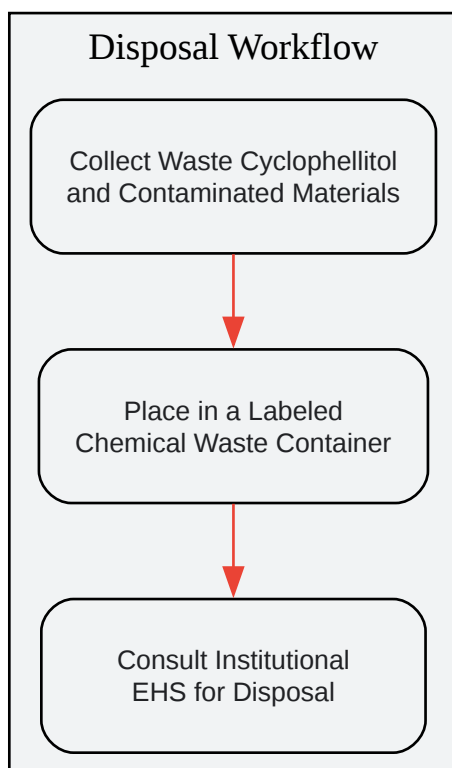 Disposal Workflow
Collect Waste Cyclophellitol
and Contaminated Materials
Place in a Labeled
Chemical Waste Container
Consult Institutional
EHS for Disposal